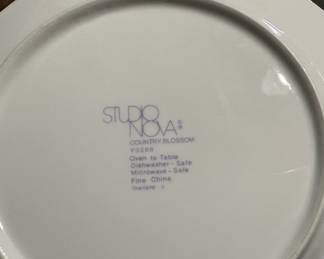 STUDIO
NOVA
COUNTRY BLOSSOM
Oven to Table
Dishwasher - Safe
Microwave - Safe
Fine China